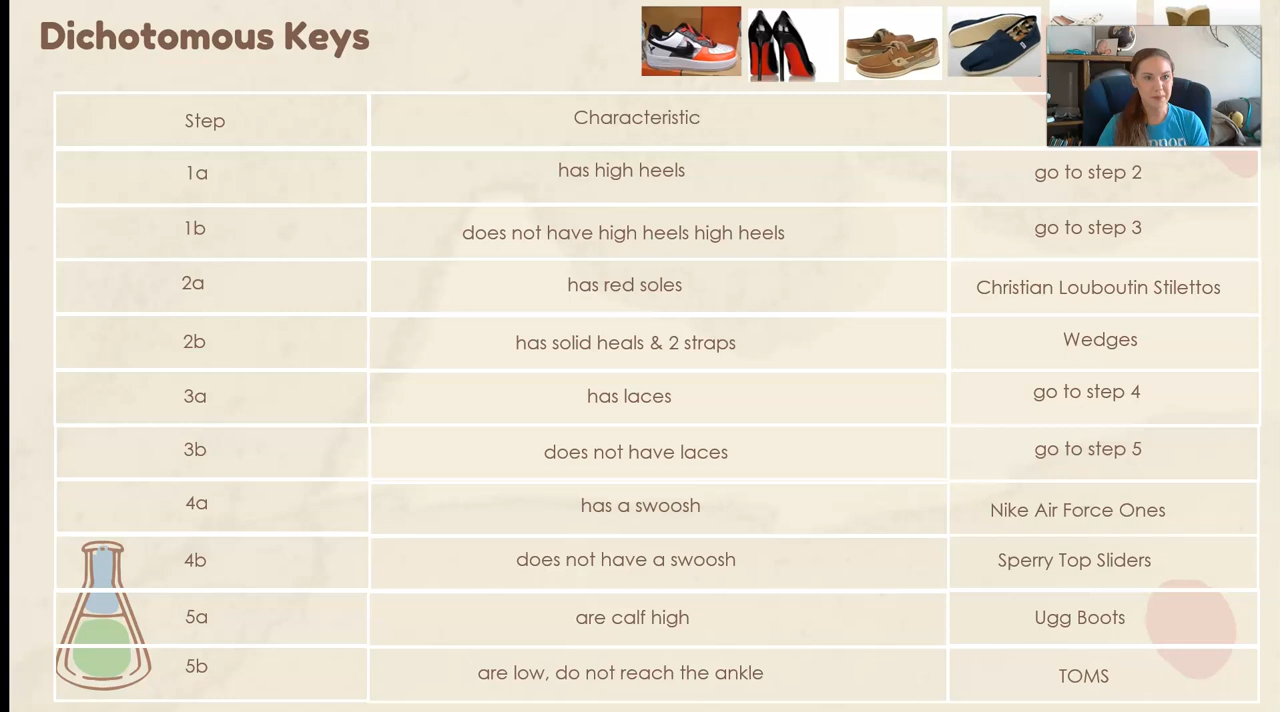 Dichotomous Keys
Step Characteristic
1a has high heels go to step 2
1b does not have high heels high heels go to step 3
2a has red soles Christian Louboutin Stilettos
2b has solid heals & 2 straps Wedges
3a has laces go to step 4
3b does not have laces go to step 5
4a has a swoosh Nike Air Force Ones
4b does not have a swoosh Sperry Top Sliders
5a are calf high Ugg Boots
5b are low, do not reach the ankle TOMS